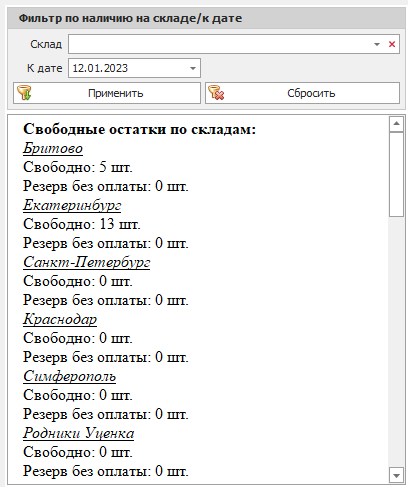 Фильтр по наличию на складе/к дате
Склад
К дате 12.01.2023
Применить Сбросить
Свободные остатки по складам:
Бритово
Свободно: 5 шт.
Резерв без оплаты: 0 шт.
Екатеринбург
Свободно: 13 шт.
Резерв без оплаты: 0 шт.
Санкт-Петербург
Свободно: 0 шт.
Резерв без оплаты: 0 шт.
Краснодар
Свободно: 0 шт.
Резерв без оплаты: 0 шт.
Симферополь
Свободно: 0 шт.
Резерв без оплаты: 0 шт.
Родники Уценка
Свободно: 0 шт.
Резерв без оплаты: 0 шт.